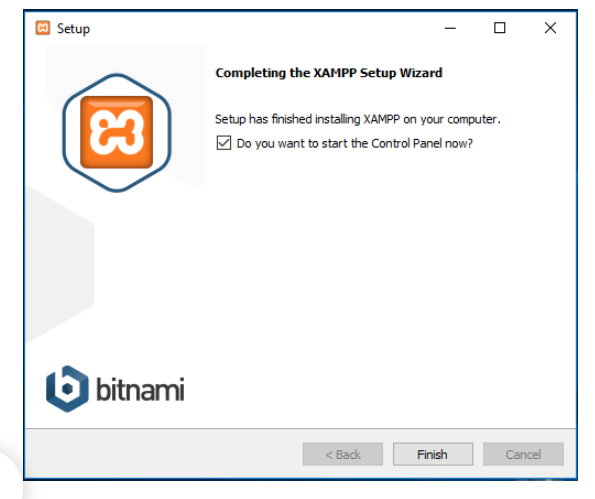 Setup
Completing the XAMPP Setup Wizard
Setup has finished installing XAMPP on your computer.
Do you want to start the Control Panel now?
bitnami
< Back
Finish
Cancel